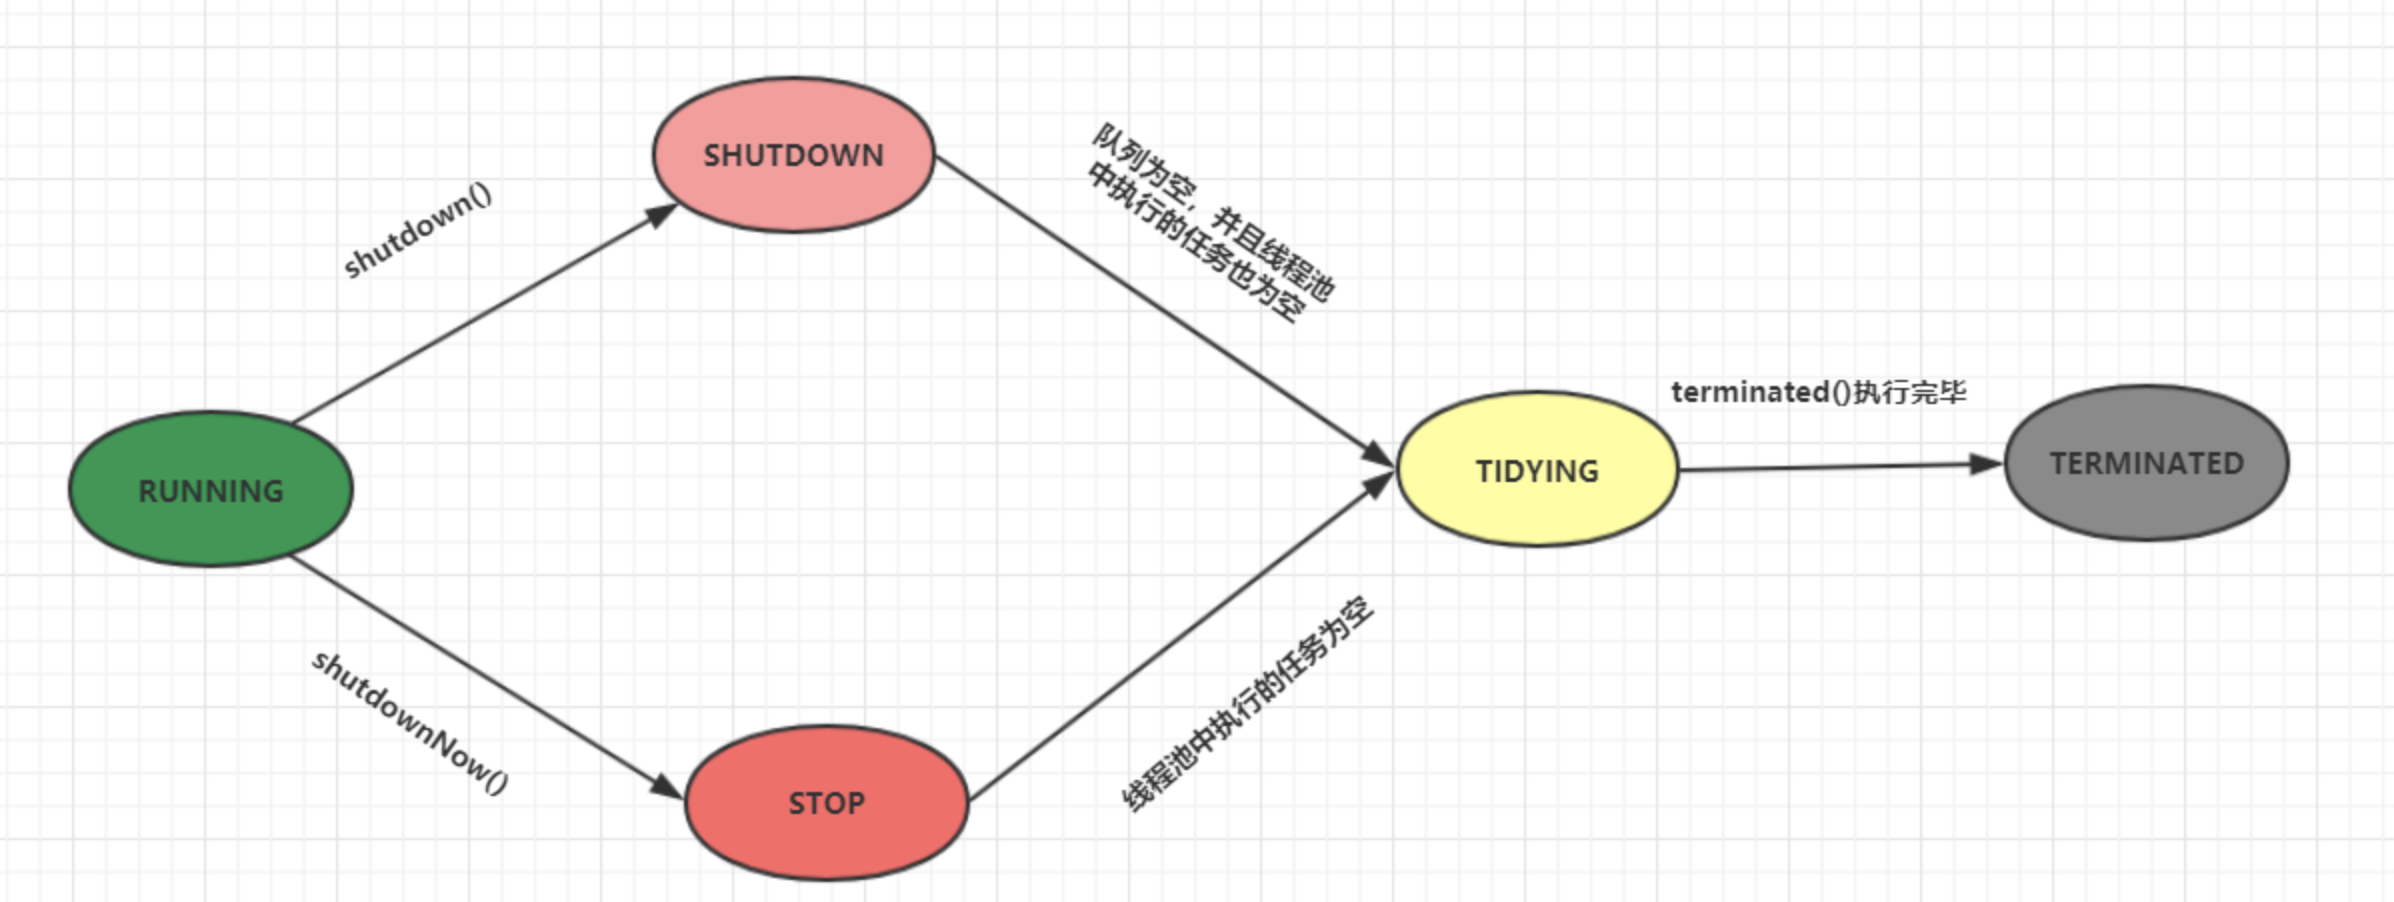 SHUTDOWN
shutdown()
队列为空，并且线程池
中执行的任务也为空
RUNNING
TIDYING
terminated()执行完毕
TERMINATED
shutdownNow()
STOP
线程池中执行的任务为空